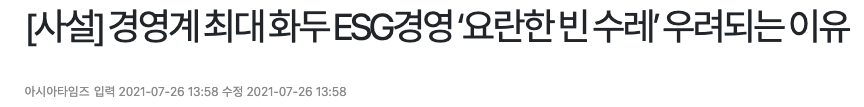 [사설] 경영계 최대 화두 ESG경영 ‘요란한 빈 수레’ 우려되는 이유
아시아타임즈 입력 2021-07-26 13:58 수정 2021-07-26 13:58